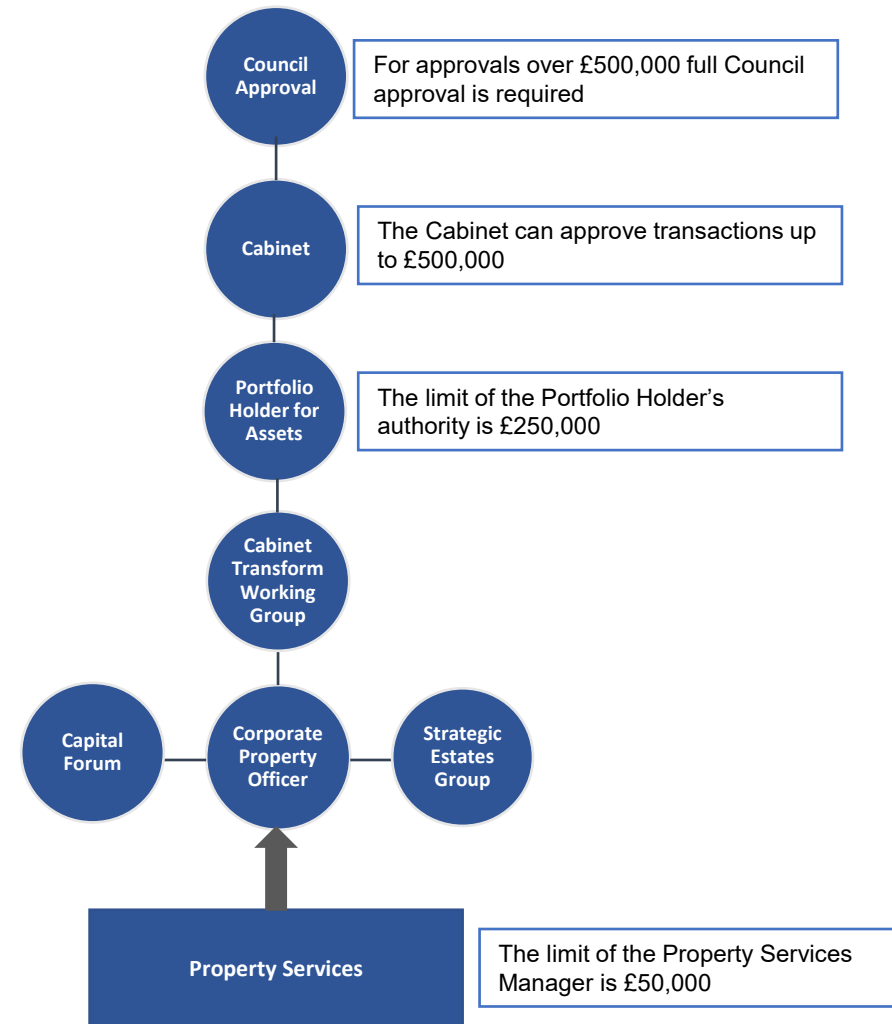 Council
Approval
For approvals over £500,000 full Council
approval is required
Cabinet
The Cabinet can approve transactions up
to £500,000
Portfolio
Holder for
Assets
The limit of the Portfolio Holder’s
authority is £250,000
Cabinet
Transform
Working
Group
Capital
Forum
Corporate
Property
Officer
Strategic
Estates
Group
Property Services
The limit of the Property Services
Manager is £50,000